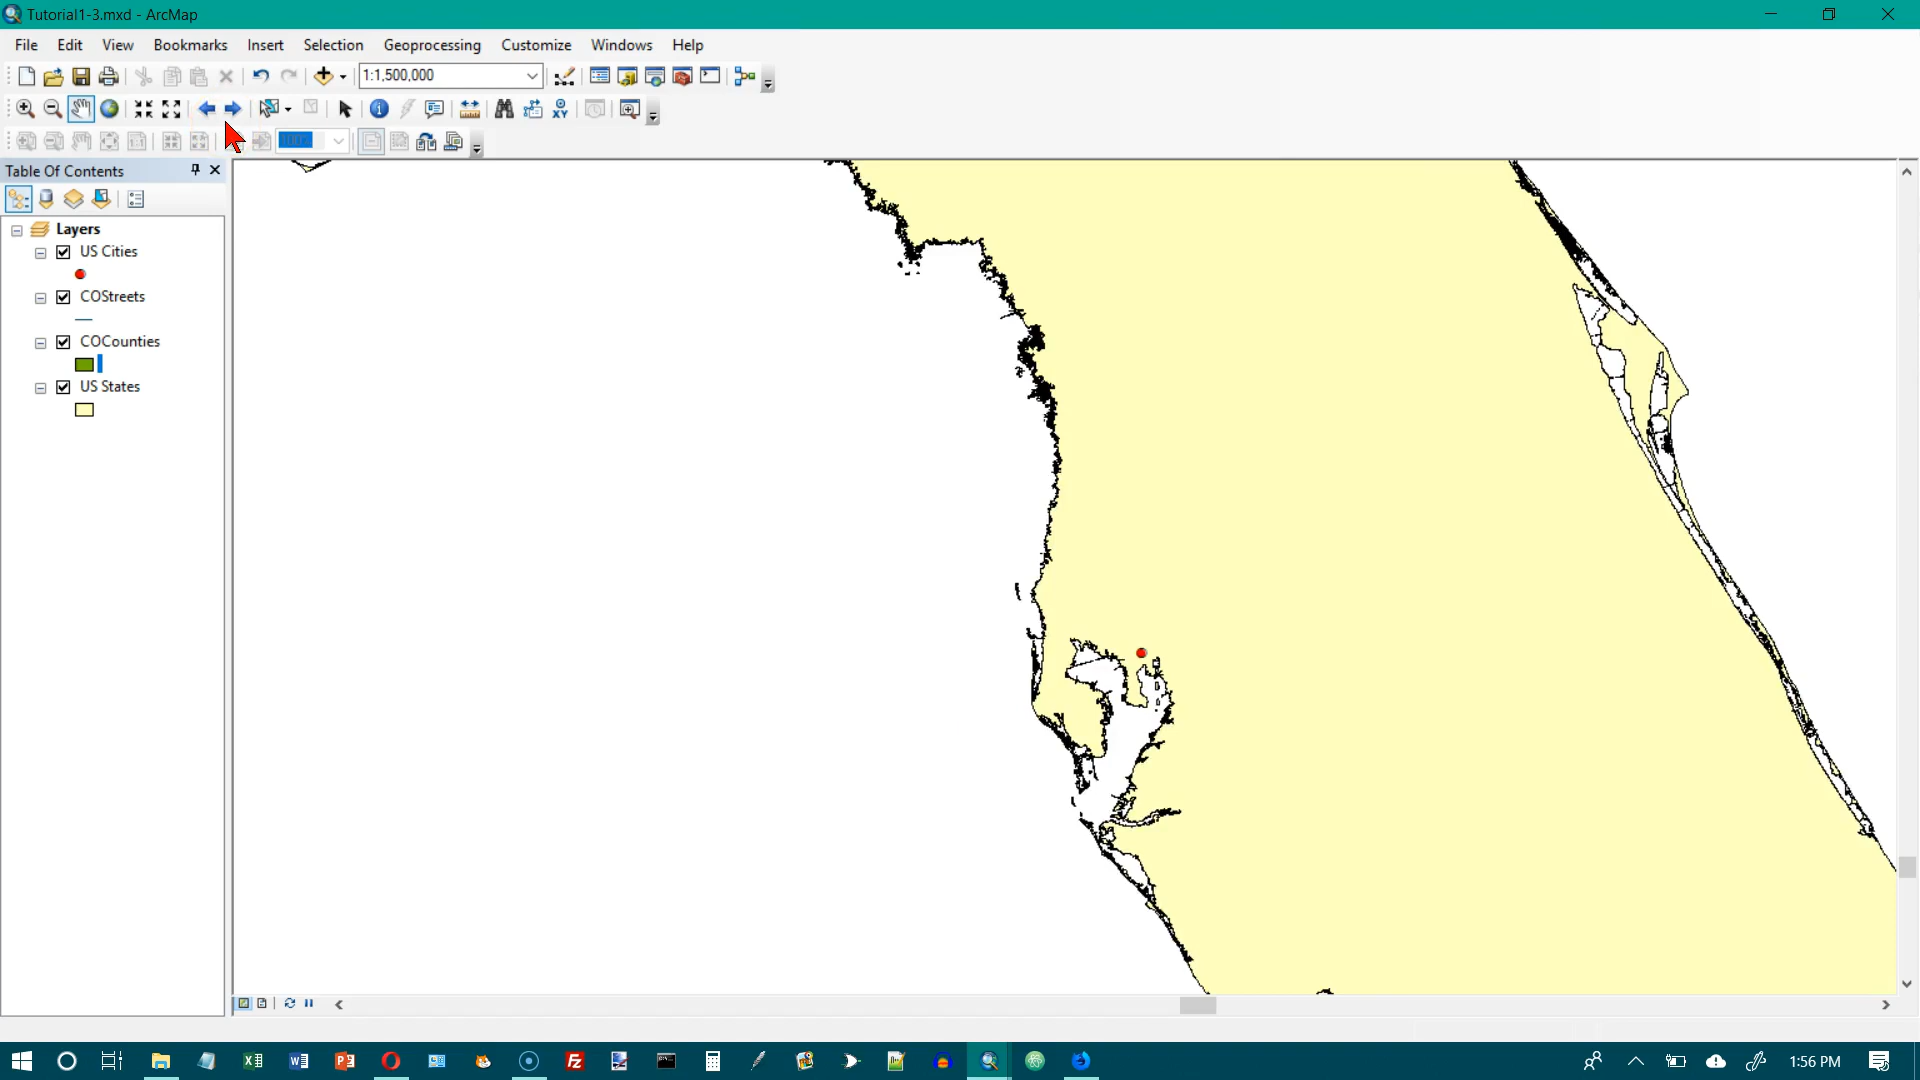 Tutorial1-3.mxd - ArcMap
File Edit View Bookmarks Insert Selection Geoprocessing Customize Windows Help
1:1,500,000
Table Of Contents
Layers
US Cities
COStreets
COCounties
US States
1:56 PM